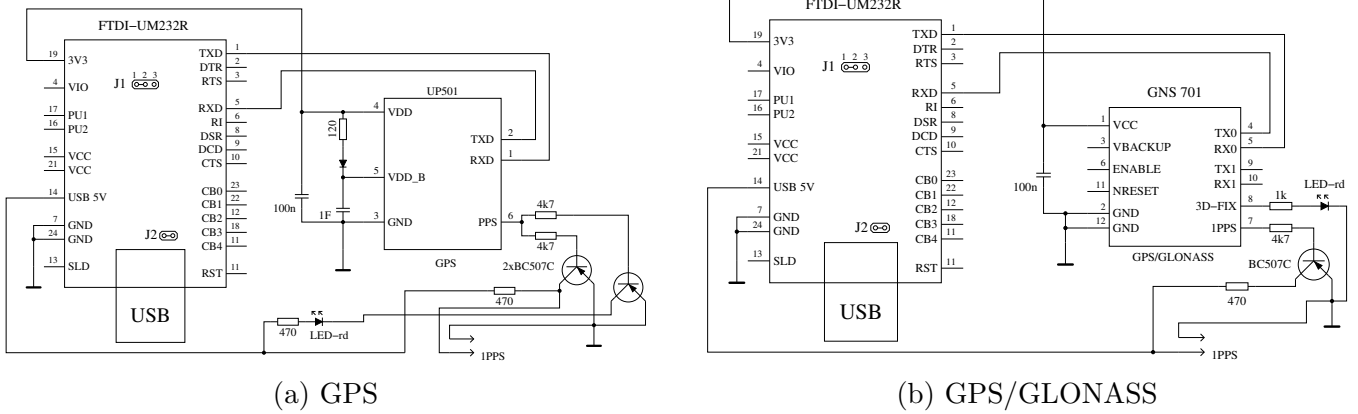 FTDI−UM232R
19 3V3
4 VIO
17 PU1
16 PU2
15 VCC
21 VCC
14 USB 5V
7 GND
24 GND
13 SLD
J1 1 2 3
J2
TXD 1
DTR 2
RTS 3
RXD 5
RI 6
DSR 8
DCD 9
CTS 10
CB0 23
CB1 22
CB2 12
CB3 18
CB4 11
RST 11
USB
UP501
4 VDD
5 VDD_B
3 GND
TXD 2
RXD 1
PPS 6
GPS
120
100n
1F
4k7
4k7
2xBC507C
470
470
LED−rd
1PPS
(a) GPS
FTDI−UM232R
19 3V3
4 VIO
17 PU1
16 PU2
15 VCC
21 VCC
14 USB 5V
7 GND
24 GND
13 SLD
J1 1 2 3
J2
TXD 1
DTR 2
RTS 3
RXD 5
RI 6
DSR 8
DCD 9
CTS 10
CB0 23
CB1 22
CB2 12
CB3 18
CB4 11
RST 11
USB
GNS 701
1 VCC
3 VBACKUP
6 ENABLE
11 NRESET
2 GND
12 GND
TX0 4
RX0 5
TX1 9
RX1 10
3D−FIX 8
1PPS 7
GPS/GLONASS
100n
1k
LED−rd
4k7
BC507C
470
1PPS
(b) GPS/GLONASS